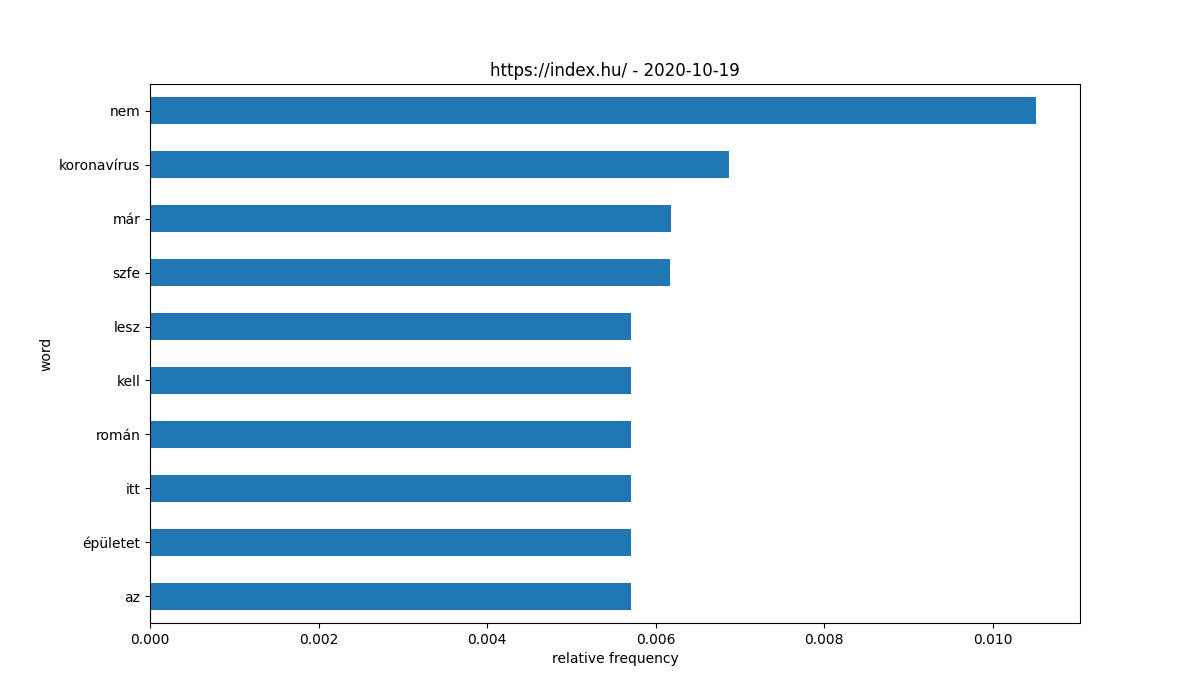 https://index.hu/ - 2020-10-19
nem
koronavírus
már
szfe
lesz
kell
román
itt
épületet
az
word
0.000 0.002 0.004 0.006 0.008 0.010
relative frequency